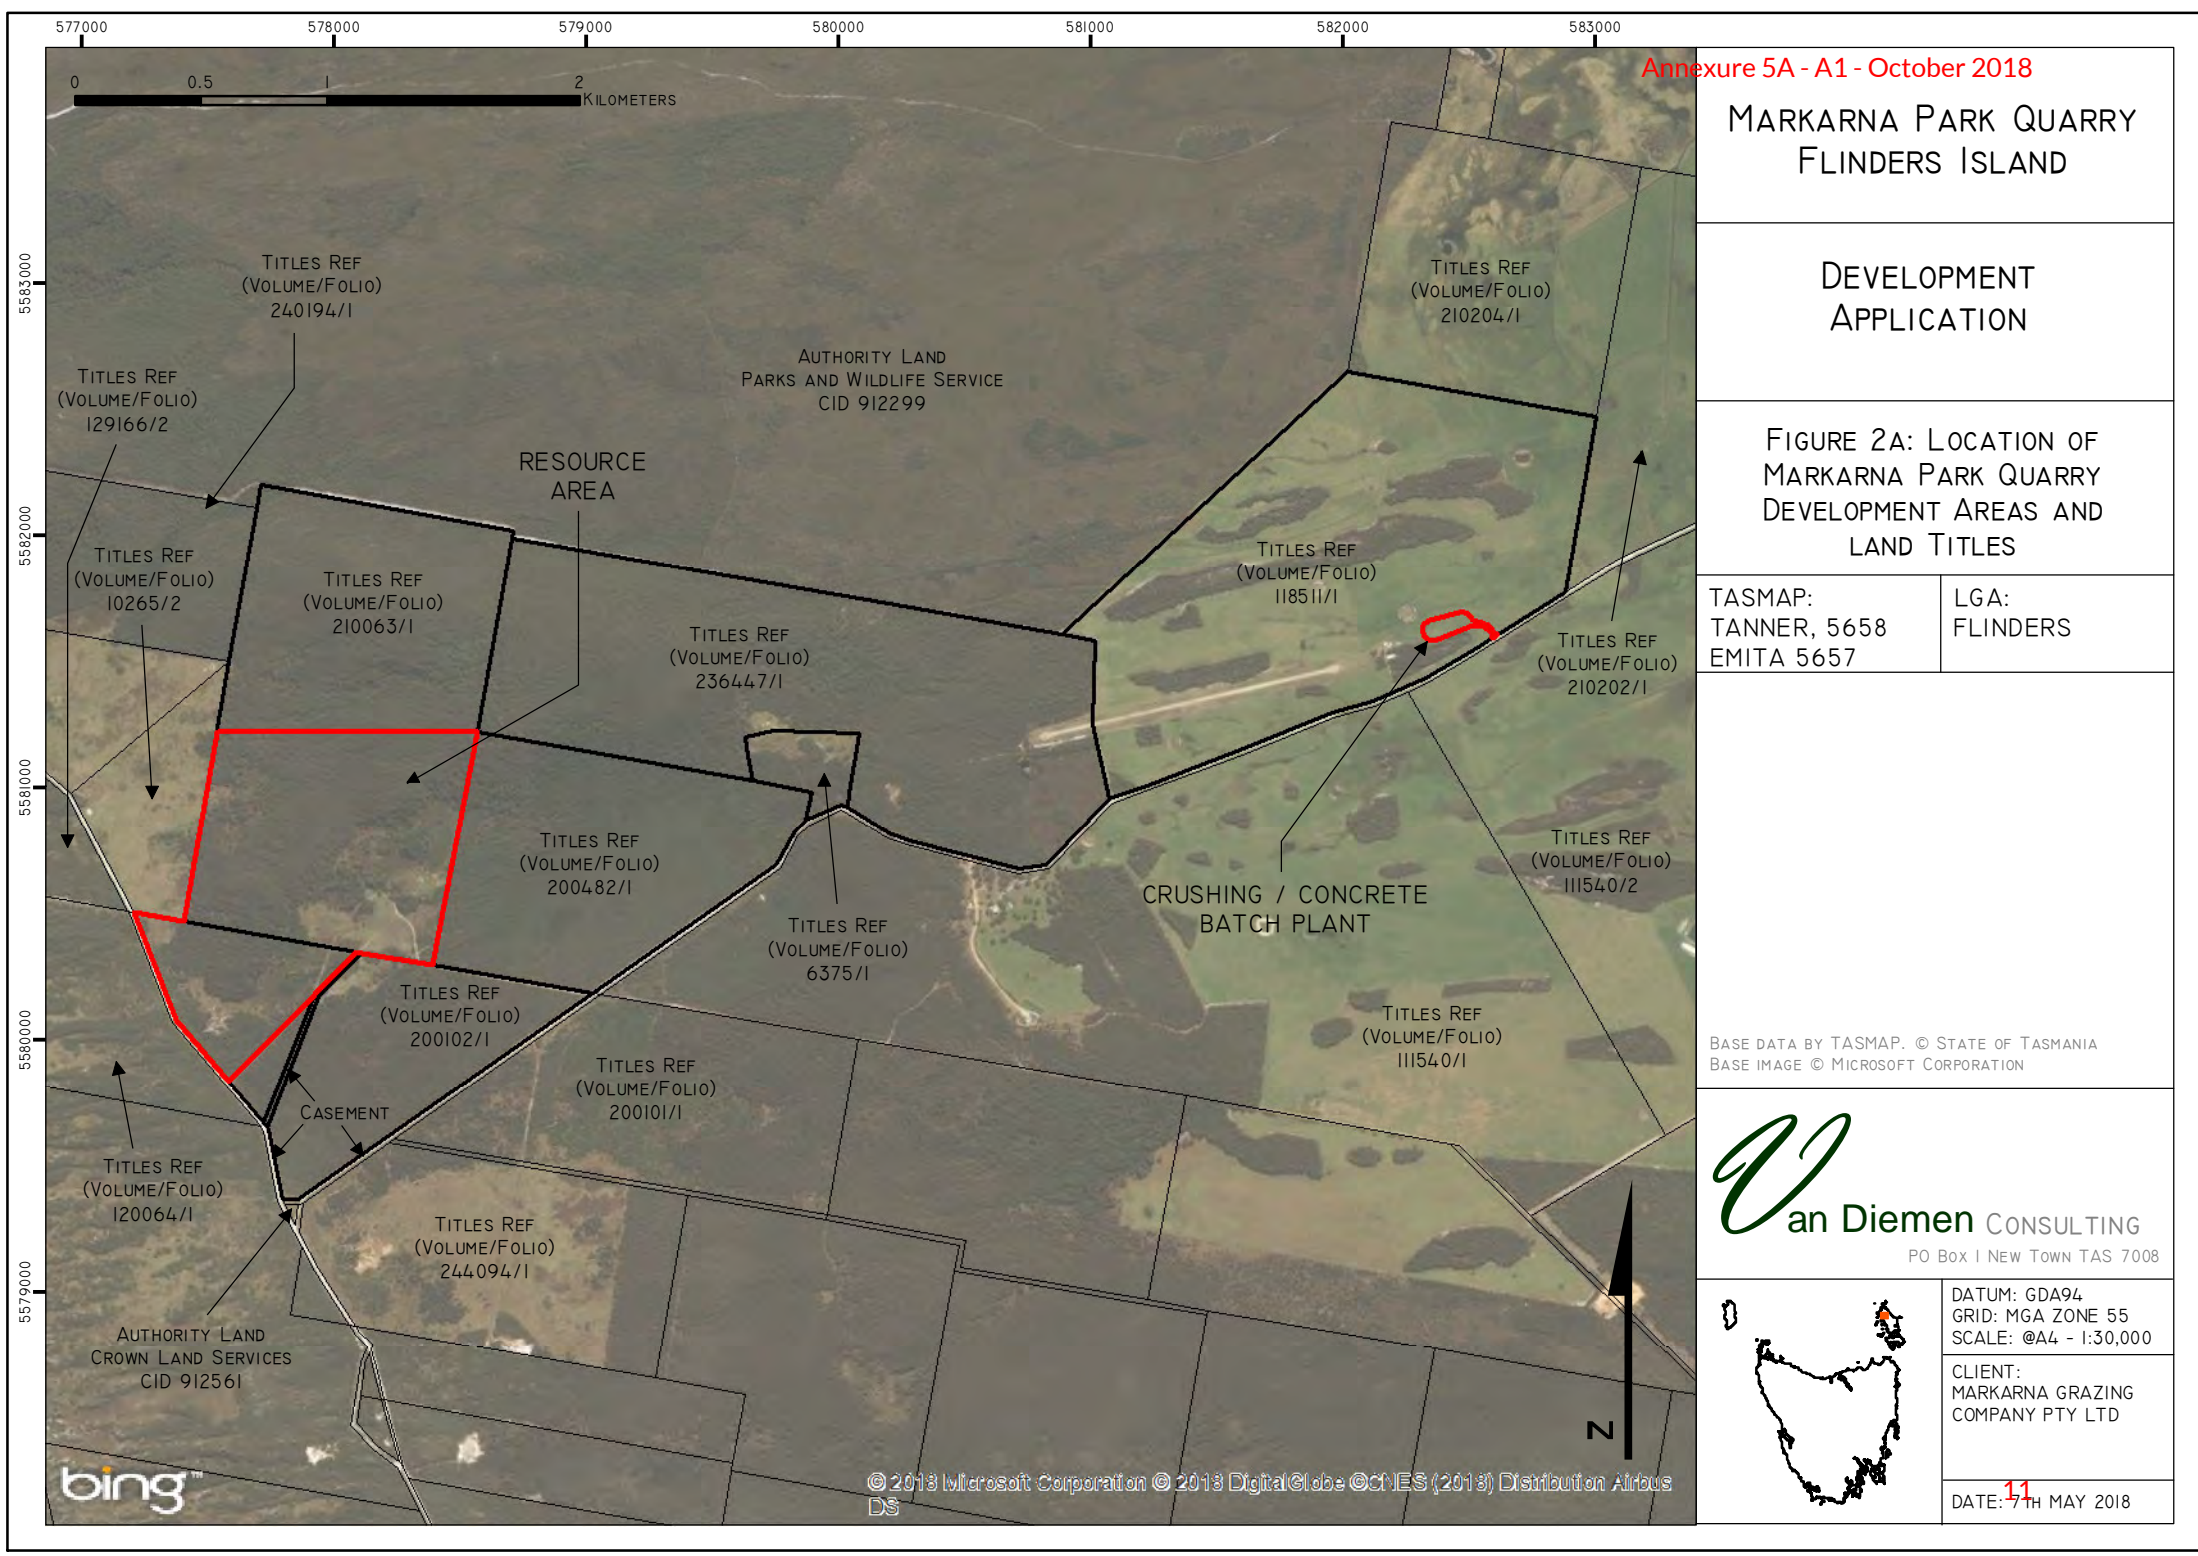 577000
578000
579000
580000
581000
582000
583000
5583000
5582000
5581000
5580000
5579000
0
0.5
1
2
KILOMETERS
TITLES REF
(VOLUME/FOLIO)
240194/1
TITLES REF
(VOLUME/FOLIO)
129166/2
TITLES REF
(VOLUME/FOLIO)
10265/2
TITLES REF
(VOLUME/FOLIO)
210063/1
RESOURCE
AREA
AUTHORITY LAND
PARKS AND WILDLIFE SERVICE
CID 912299
TITLES REF
(VOLUME/FOLIO)
210204/1
TITLES REF
(VOLUME/FOLIO)
118511/1
TITLES REF
(VOLUME/FOLIO)
236447/1
TITLES REF
(VOLUME/FOLIO)
210202/1
TITLES REF
(VOLUME/FOLIO)
200482/1
TITLES REF
(VOLUME/FOLIO)
6375/1
CRUSHING / CONCRETE
BATCH PLANT
TITLES REF
(VOLUME/FOLIO)
111540/2
TITLES REF
(VOLUME/FOLIO)
200102/1
TITLES REF
(VOLUME/FOLIO)
111540/1
TITLES REF
(VOLUME/FOLIO)
200101/1
CASEMENT
TITLES REF
(VOLUME/FOLIO)
120064/1
TITLES REF
(VOLUME/FOLIO)
244094/1
AUTHORITY LAND
CROWN LAND SERVICES
CID 912561
N
bing™
© 2018 Microsoft Corporation © 2018 DigitalGlobe ©CNES (2018) Distribution Airbus
DS
Annexure 5A - A1 - October 2018
MARKARNA PARK QUARRY
FLINDERS ISLAND
DEVELOPMENT
APPLICATION
FIGURE 2A: LOCATION OF
MARKARNA PARK QUARRY
DEVELOPMENT AREAS AND
LAND TITLES
TASMAP:
TANNER, 5658
EMITA 5657
LGA:
FLINDERS
BASE DATA BY TASMAP. © STATE OF TASMANIA
BASE IMAGE © MICROSOFT CORPORATION
Van Diemen CONSULTING
PO BOX 1 NEW TOWN TAS 7008
DATUM: GDA94
GRID: MGA ZONE 55
SCALE: @A4 - 1:30,000
CLIENT:
MARKARNA GRAZING
COMPANY PTY LTD
11
DATE: 7TH MAY 2018